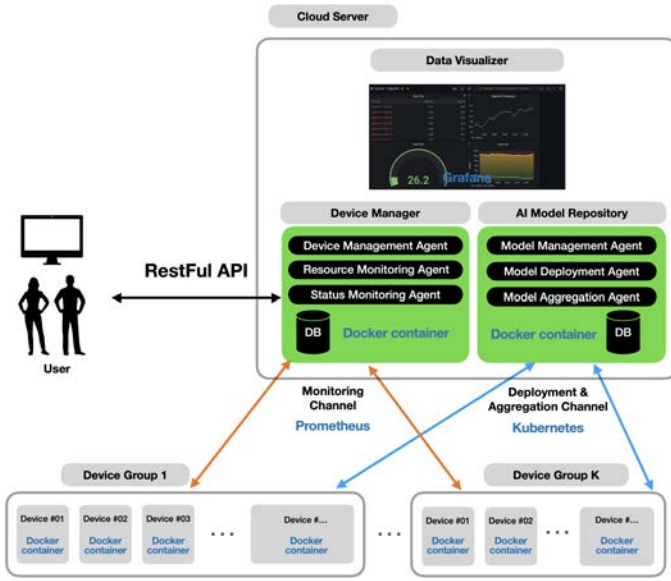 Cloud Server
Data Visualizer
26.2
Grafana
Device Manager
AI Model Repository
Device Management Agent
Resource Monitoring Agent
Status Monitoring Agent
DB
Docker container
Model Management Agent
Model Deployment Agent
Model Aggregation Agent
Docker container
DB
RestFul API
User
Monitoring
Channel
Prometheus
Deployment &
Aggregation Channel
Kubernetes
Device Group 1
Device Group K
Device #01
Docker
container
Device #02
Docker
container
Device #03
Docker
container
...
Device #...
Docker
container
...
Device #01
Docker
container
Device #02
Docker
container
...
Device #...
Docker
container